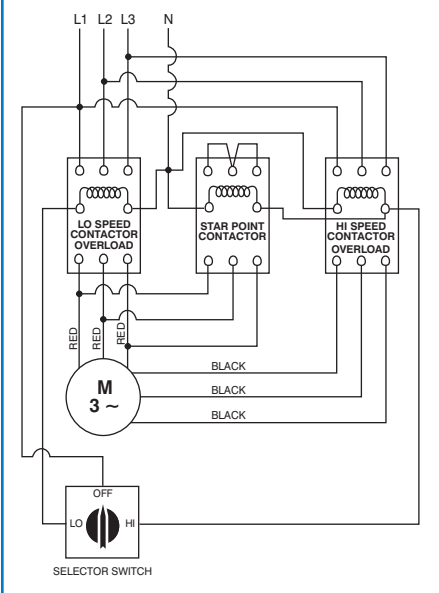 L1 L2 L3 N
LO SPEED
CONTACTOR
OVERLOAD
STAR POINT
CONTACTOR
HI SPEED
CONTACTOR
OVERLOAD
RED
RED
RED
BLACK
M
3 ~
BLACK
BLACK
OFF
LO
HI
SELECTOR SWITCH